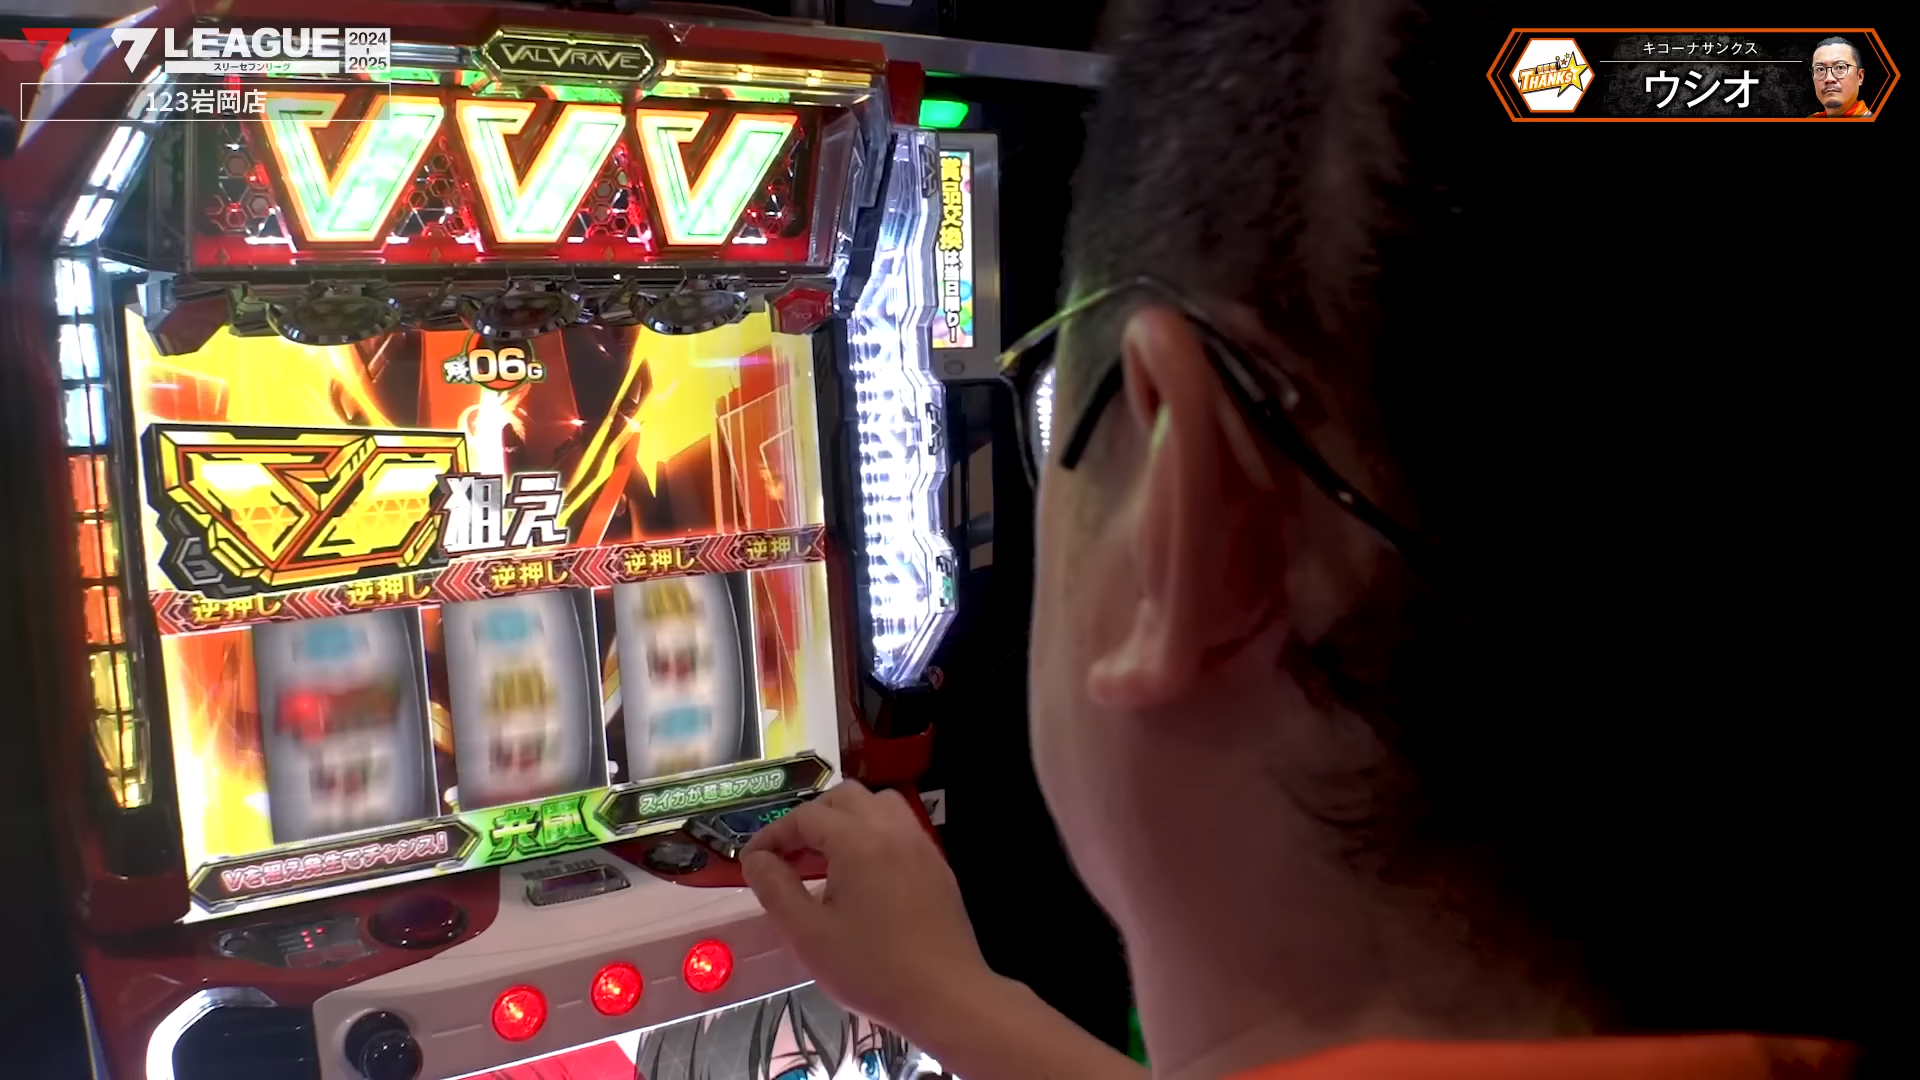 7 LEAGUE 2024-2025
スリーセブンリーグ
123岩岡店
VALVRAVE
キコーナサンクス
THANKS
ウシオ
賞品交換は当日限り!
残06G
V狙え
逆押し 逆押し 逆押し 逆押し 逆押し
スイカが超激アツ!?
共闘
Vを狙え発生でチャンス!